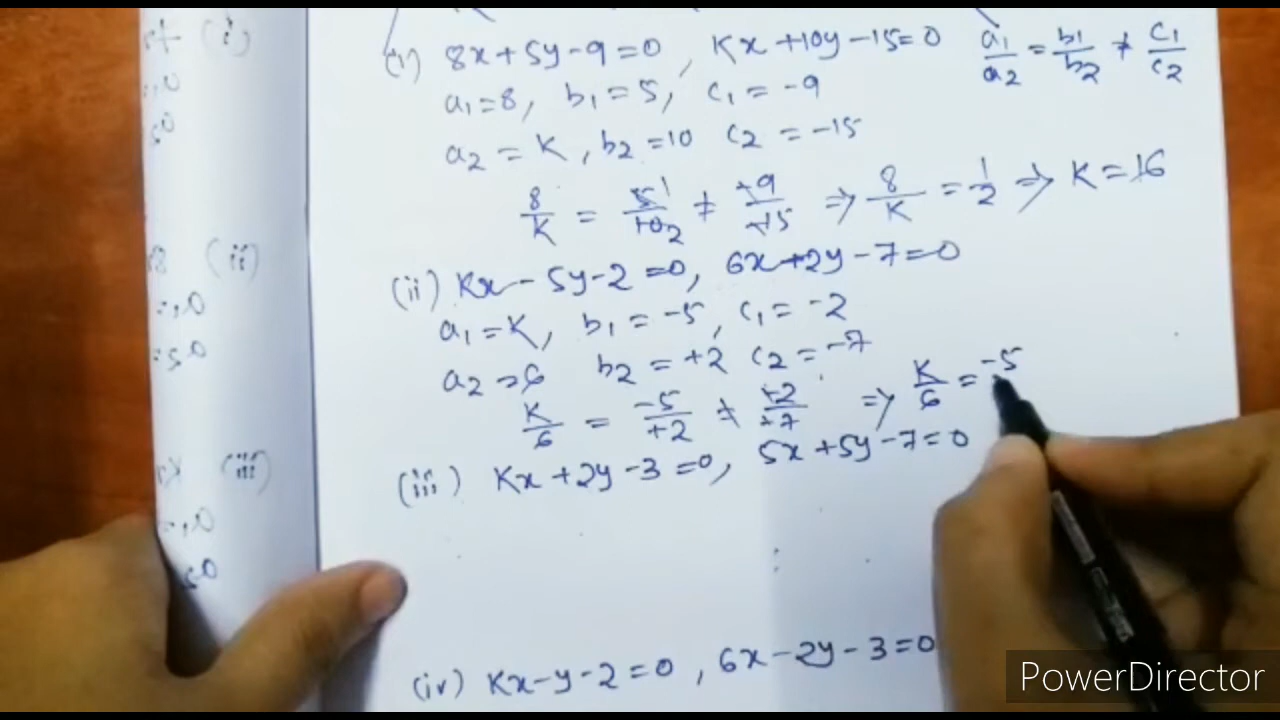 (i) 8x+5y-9=0, Kx+10y-15=0 a1/a2 = b1/b2 ≠ c1/c2
a1=8, b1=5, c1=-9
a2=K, b2=10 c2=-15
8/K = 5 1/10 2 ≠ -9/-15 ⇒ 8/K = 1/2 ⇒ K=16
(ii) Kx-5y-2=0, 6x+2y-7=0
a1=K, b1=-5, c1=-2
a2=6 b2=+2 c2=-7
K/6 = -5/+2 ≠ +2/+7 ⇒ K/6 = -5
(iii) Kx+2y-3=0, 5x+5y-7=0
(iv) Kx-y-2=0, 6x-2y-3=0
PowerDirector